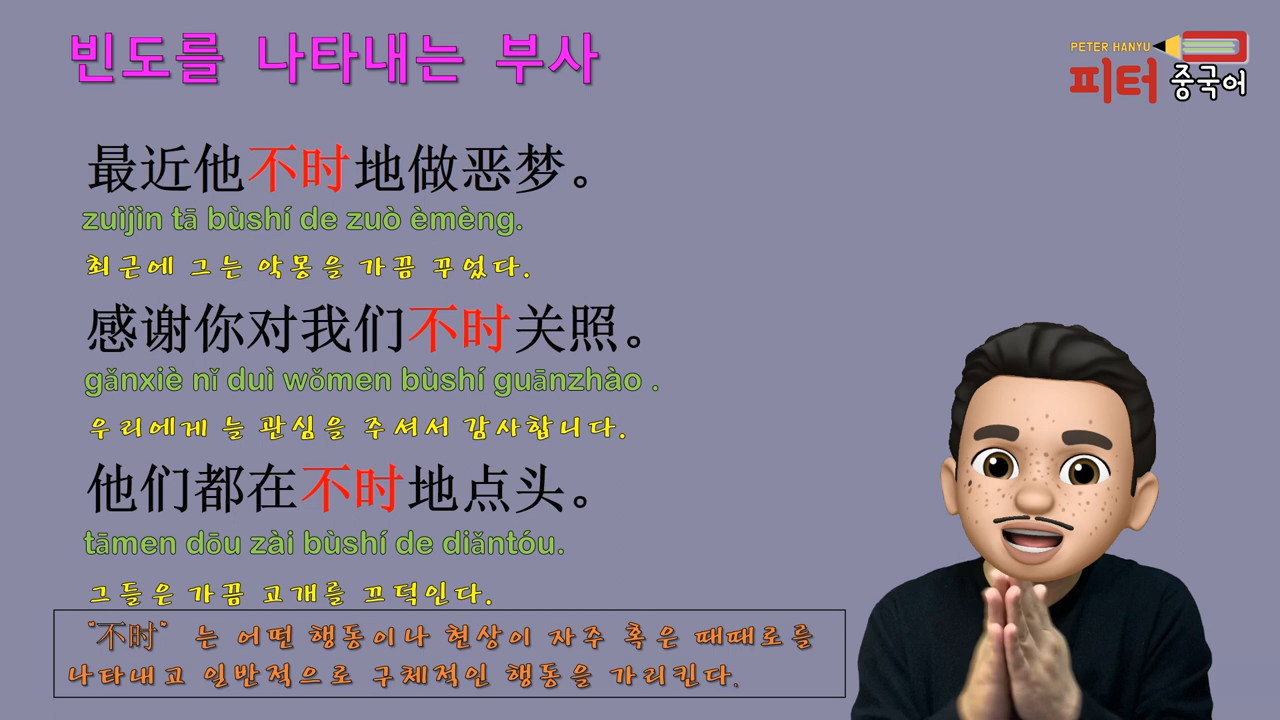 빈도를 나타내는 부사
PETER HANYU
피터 중국어
最近他不时地做恶梦。
zuìjìn tā bùshí de zuò èmèng.
최근에 그는 악몽을 가끔 꾸었다.
感谢你对我们不时关照。
gǎnxiè nǐ duì wǒmen bùshí guānzhào .
우리에게 늘 관심을 주셔서 감사합니다.
他们都在不时地点头。
tāmen dōu zài bùshí de diǎntóu.
그들은 가끔 고개를 끄덕인다.
"不时" 는 어떤 행동이나 현상이 자주 혹은 때때로를
나타내고 일반적으로 구체적인 행동을 가리킨다.